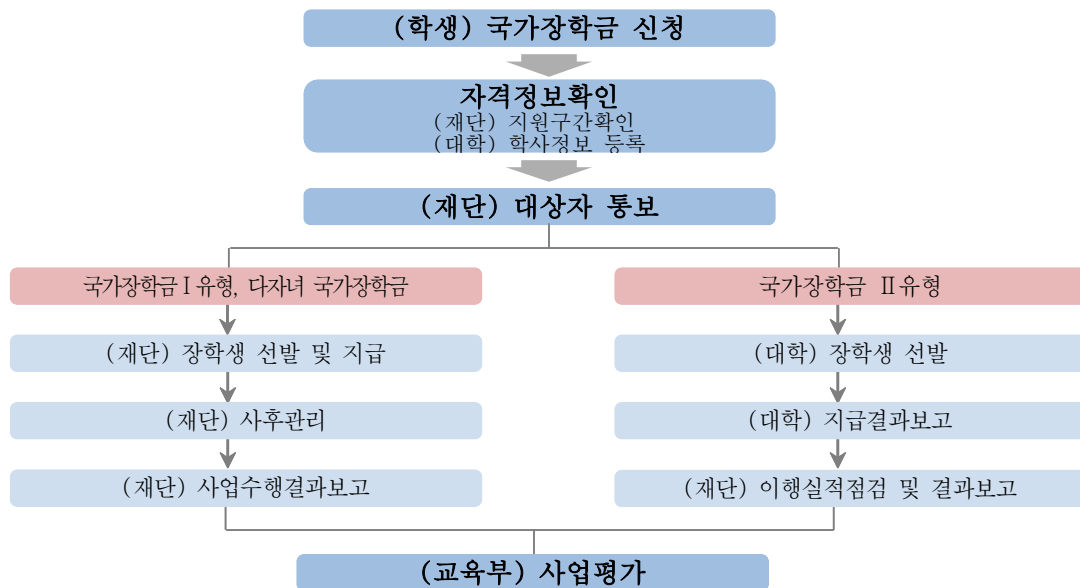 (학생) 국가장학금 신청
자격정보확인
(재단) 지원구간확인
(대학) 학사정보 등록
(재단) 대상자 통보
국가장학금Ⅰ유형, 다자녀 국가장학금
(재단) 장학생 선발 및 지급
(재단) 사후관리
(재단) 사업수행결과보고
국가장학금 Ⅱ유형
(대학) 장학생 선발
(대학) 지급결과보고
(재단) 이행실적점검 및 결과보고
(교육부) 사업평가